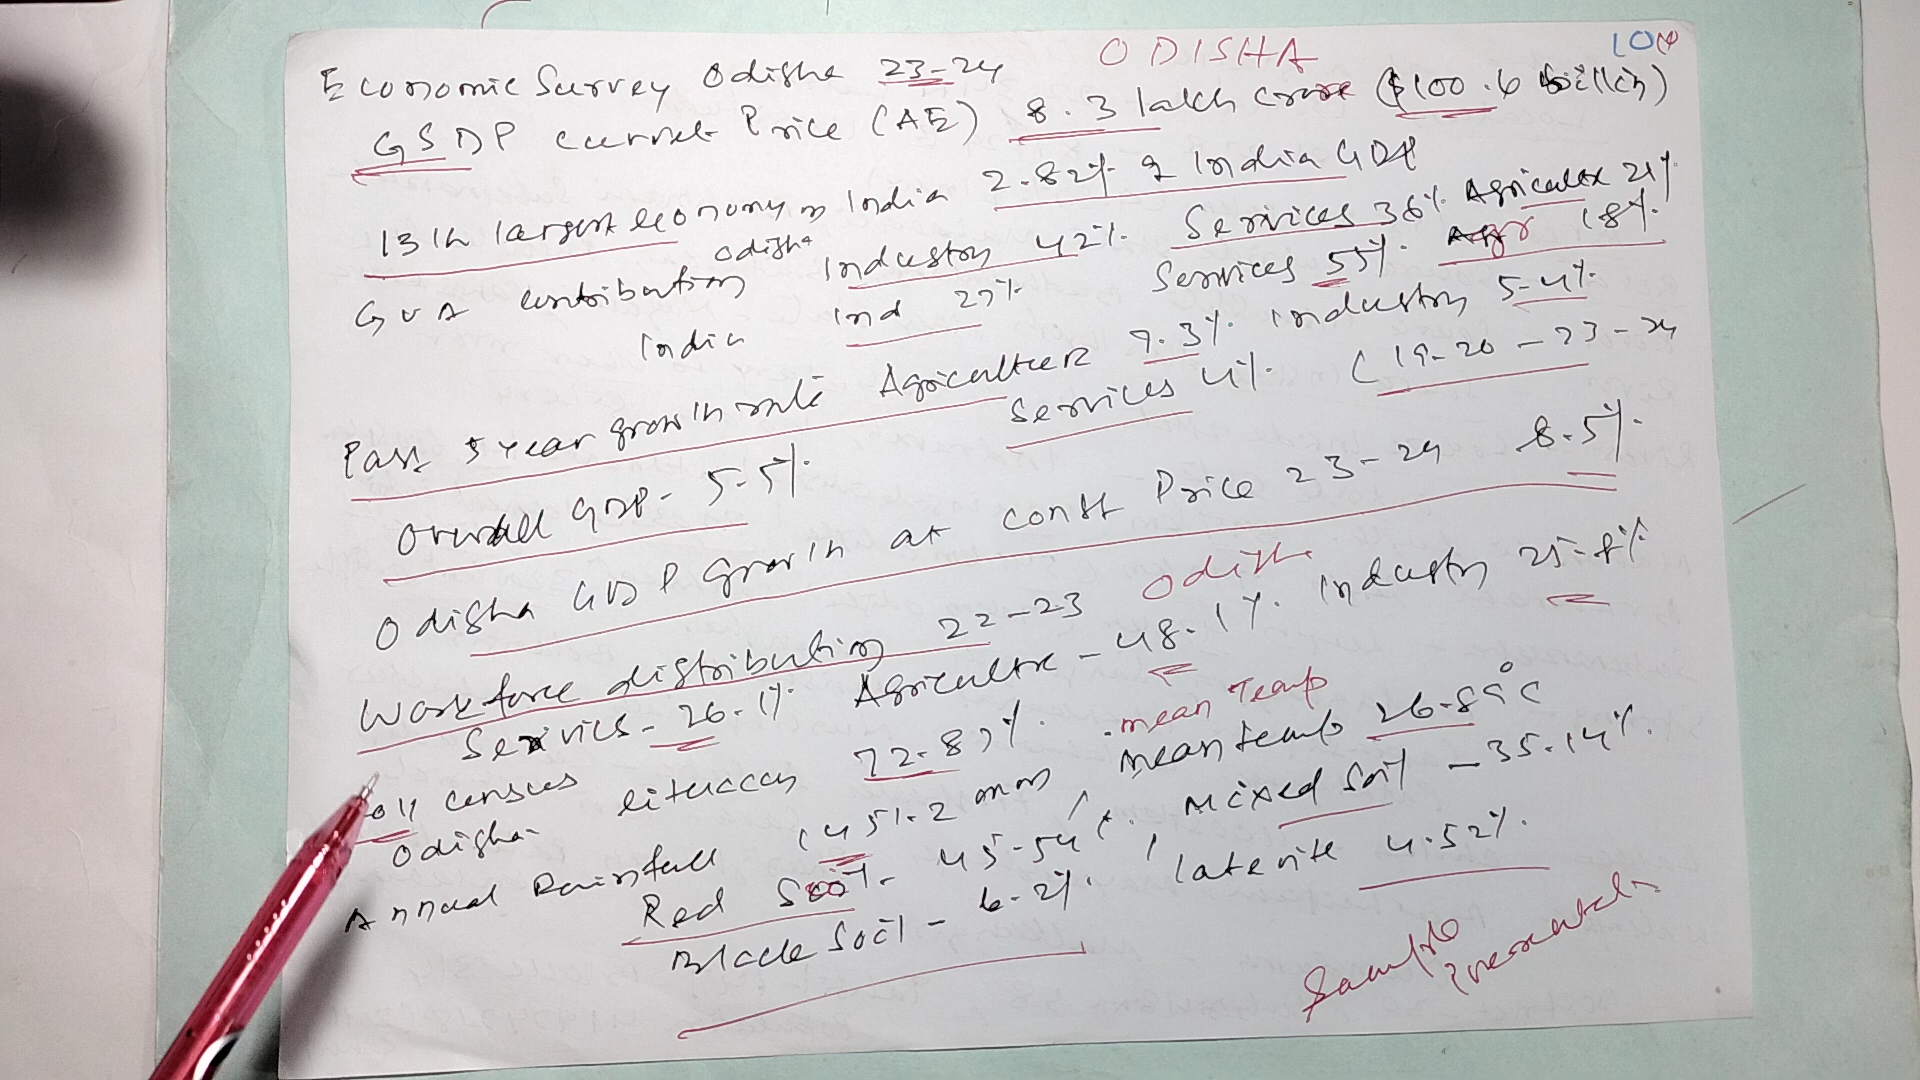 ODISHA
Economic Survey Odisha 23-24
GSDP current Price (AE) 8.3 lakh crore ($100.6 billion)
13th largest economy in India 2.82% of India GDP
GVA contribution Odisha Industry 42% Services 36% Agriculture 21%
India Ind 27% Services 55% Agr 18%
Past 5 year growth rate Agriculture 7.3% industry 5.4%
Services 4% (19-20-23-24
Overall GDP- 5.5%
Odisha GDP growth at const Price 23-24 8.5%
Workforce distribution 22-23 Odisha
Services- 26.1% Agriculture - 48.1% Industry 25.8%
2011 census
Odisha- literacy 72.87% . mean Temp
Annual Rainfall 1451.2 mm, mean temp 26.89°C
Red Soil- 45.54%, Mixed Soil - 35.14%.
Black Soil - 6.2%, laterite 4.52%.
Sample